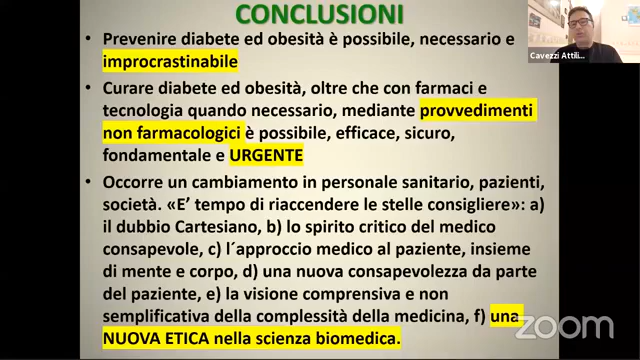 CONCLUSIONI
• Prevenire diabete ed obesità è possibile, necessario e
improcrastinabile
• Curare diabete ed obesità, oltre che con farmaci e
tecnologia quando necessario, mediante provvedimenti
non farmacologici è possibile, efficace, sicuro,
fondamentale e URGENTE
• Occorre un cambiamento in personale sanitario, pazienti,
società. «E’ tempo di riaccendere le stelle consigliere»: a)
il dubbio Cartesiano, b) lo spirito critico del medico
consapevole, c) l´approccio medico al paziente, insieme
di mente e corpo, d) una nuova consapevolezza da parte
del paziente, e) la visione comprensiva e non
semplificativa della complessità della medicina, f) una
NUOVA ETICA nella scienza biomedica.
Cavezzi Attili...
zoom